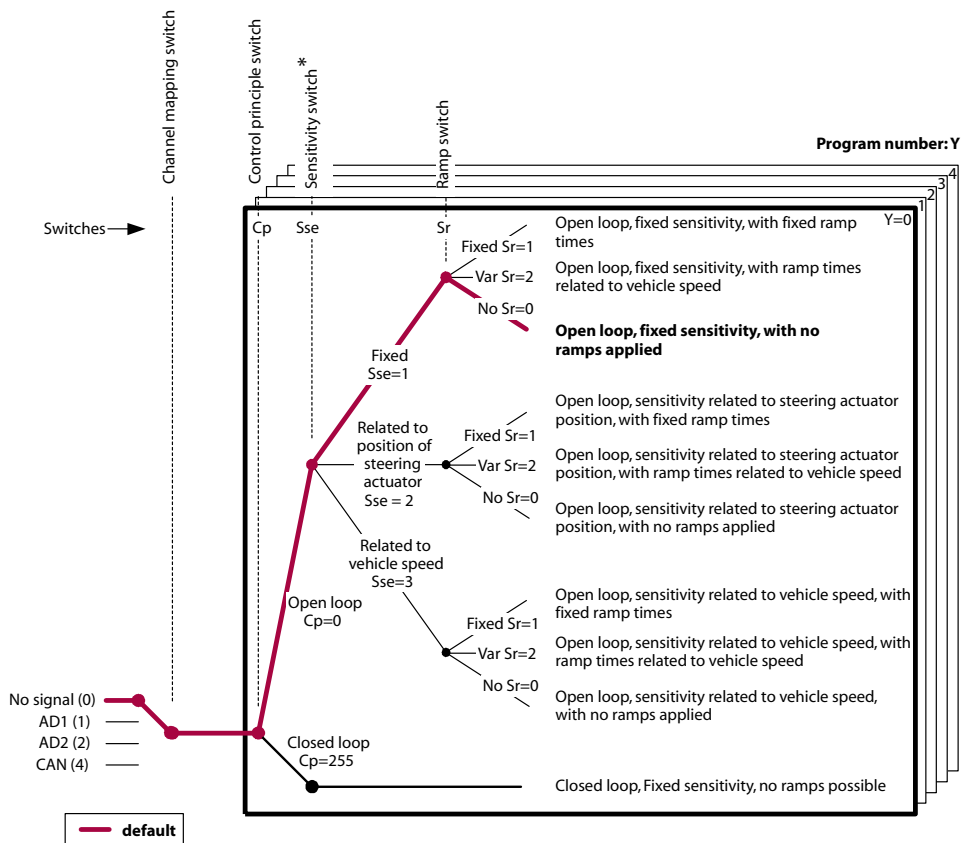 Channel mapping switch
Control principle switch
Sensitivity switch*
Ramp switch
Program number: Y
4
3
2
1
Y=0
Switches
Cp
Sse
Sr
Fixed Sr=1
Var Sr=2
No Sr=0
Open loop, fixed sensitivity, with fixed ramp
times
Open loop, fixed sensitivity, with ramp times
related to vehicle speed
Open loop, fixed sensitivity, with no
ramps applied
Fixed
Sse=1
Related to
position of
steering
actuator
Sse = 2
Fixed Sr=1
Var Sr=2
No Sr=0
Open loop, sensitivity related to steering actuator
position, with fixed ramp times
Open loop, sensitivity related to steering actuator
position, with ramp times related to vehicle speed
Open loop, sensitivity related to steering actuator
position, with no ramps applied
Related to
vehicle speed
Sse=3
Fixed Sr=1
Var Sr=2
No Sr=0
Open loop, sensitivity related to vehicle speed, with
fixed ramp times
Open loop, sensitivity related to vehicle speed, with
ramp times related to vehicle speed
Open loop, sensitivity related to vehicle speed,
with no ramps applied
Open loop
Cp=0
No signal (0)
AD1 (1)
AD2 (2)
CAN (4)
Closed loop
Cp=255
Closed loop, Fixed sensitivity, no ramps possible
default